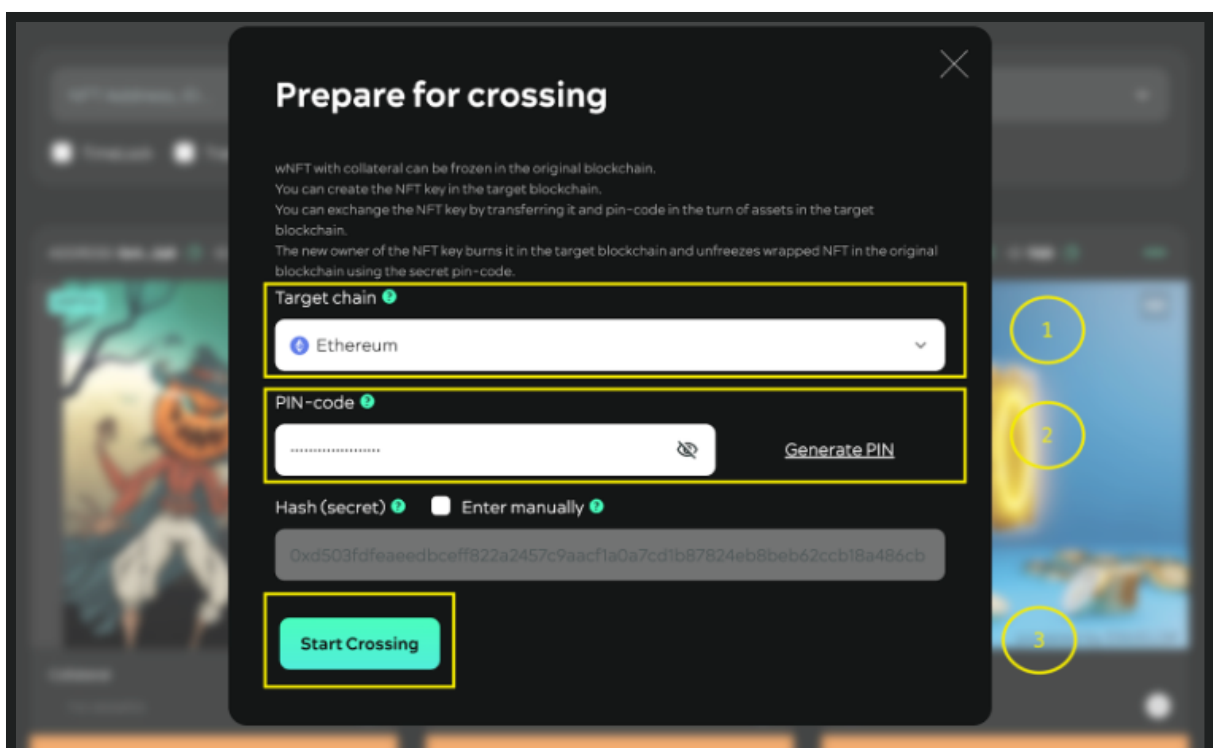 Prepare for crossing
wNFT with collateral can be frozen in the original blockchain.
You can create the NFT key in the target blockchain.
You can exchange the NFT key by transferring it and pin-code in the turn of assets in the target
blockchain.
The new owner of the NFT key burns it in the target blockchain and unfreezes wrapped NFT in the original
blockchain using the secret pin-code.
Target chain ?
Ethereum
1
PIN-code ?
Generate PIN
2
Hash (secret) ? Enter manually ?
0xd503fdfeaeedbceff822a2457c9aacf1a0a7cd1b87824eb8beb62ccb18a486cb
Start Crossing
3